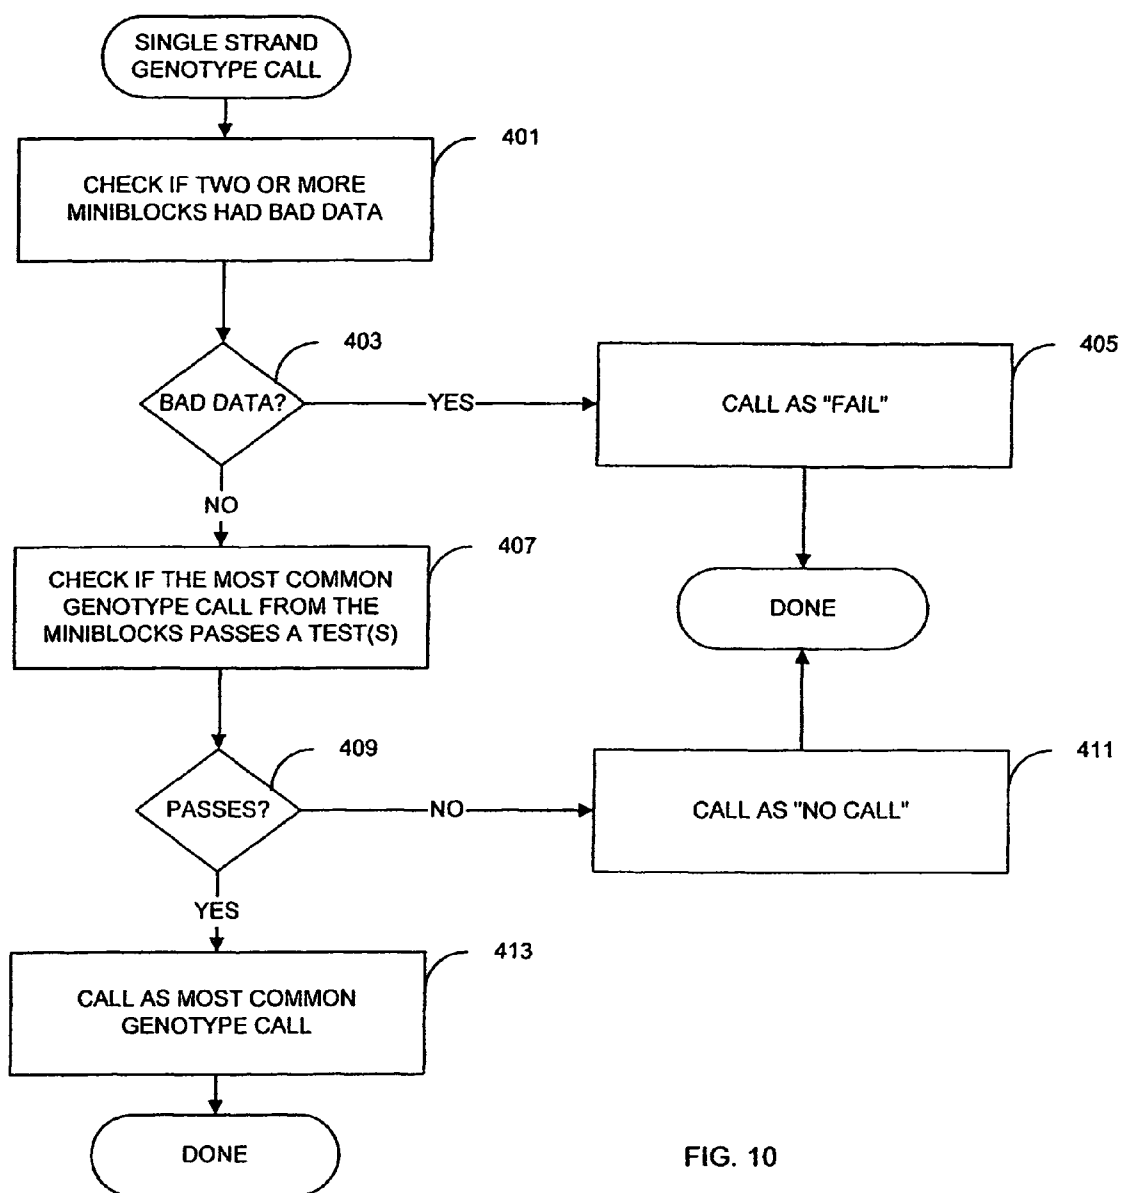 SINGLE STRAND
GENOTYPE CALL
401
CHECK IF TWO OR MORE
MINIBLOCKS HAD BAD DATA
403
BAD DATA?
YES
405
CALL AS "FAIL"
NO
407
CHECK IF THE MOST COMMON
GENOTYPE CALL FROM THE
MINIBLOCKS PASSES A TEST(S)
DONE
409
PASSES?
NO
411
CALL AS "NO CALL"
YES
413
CALL AS MOST COMMON
GENOTYPE CALL
DONE
FIG. 10